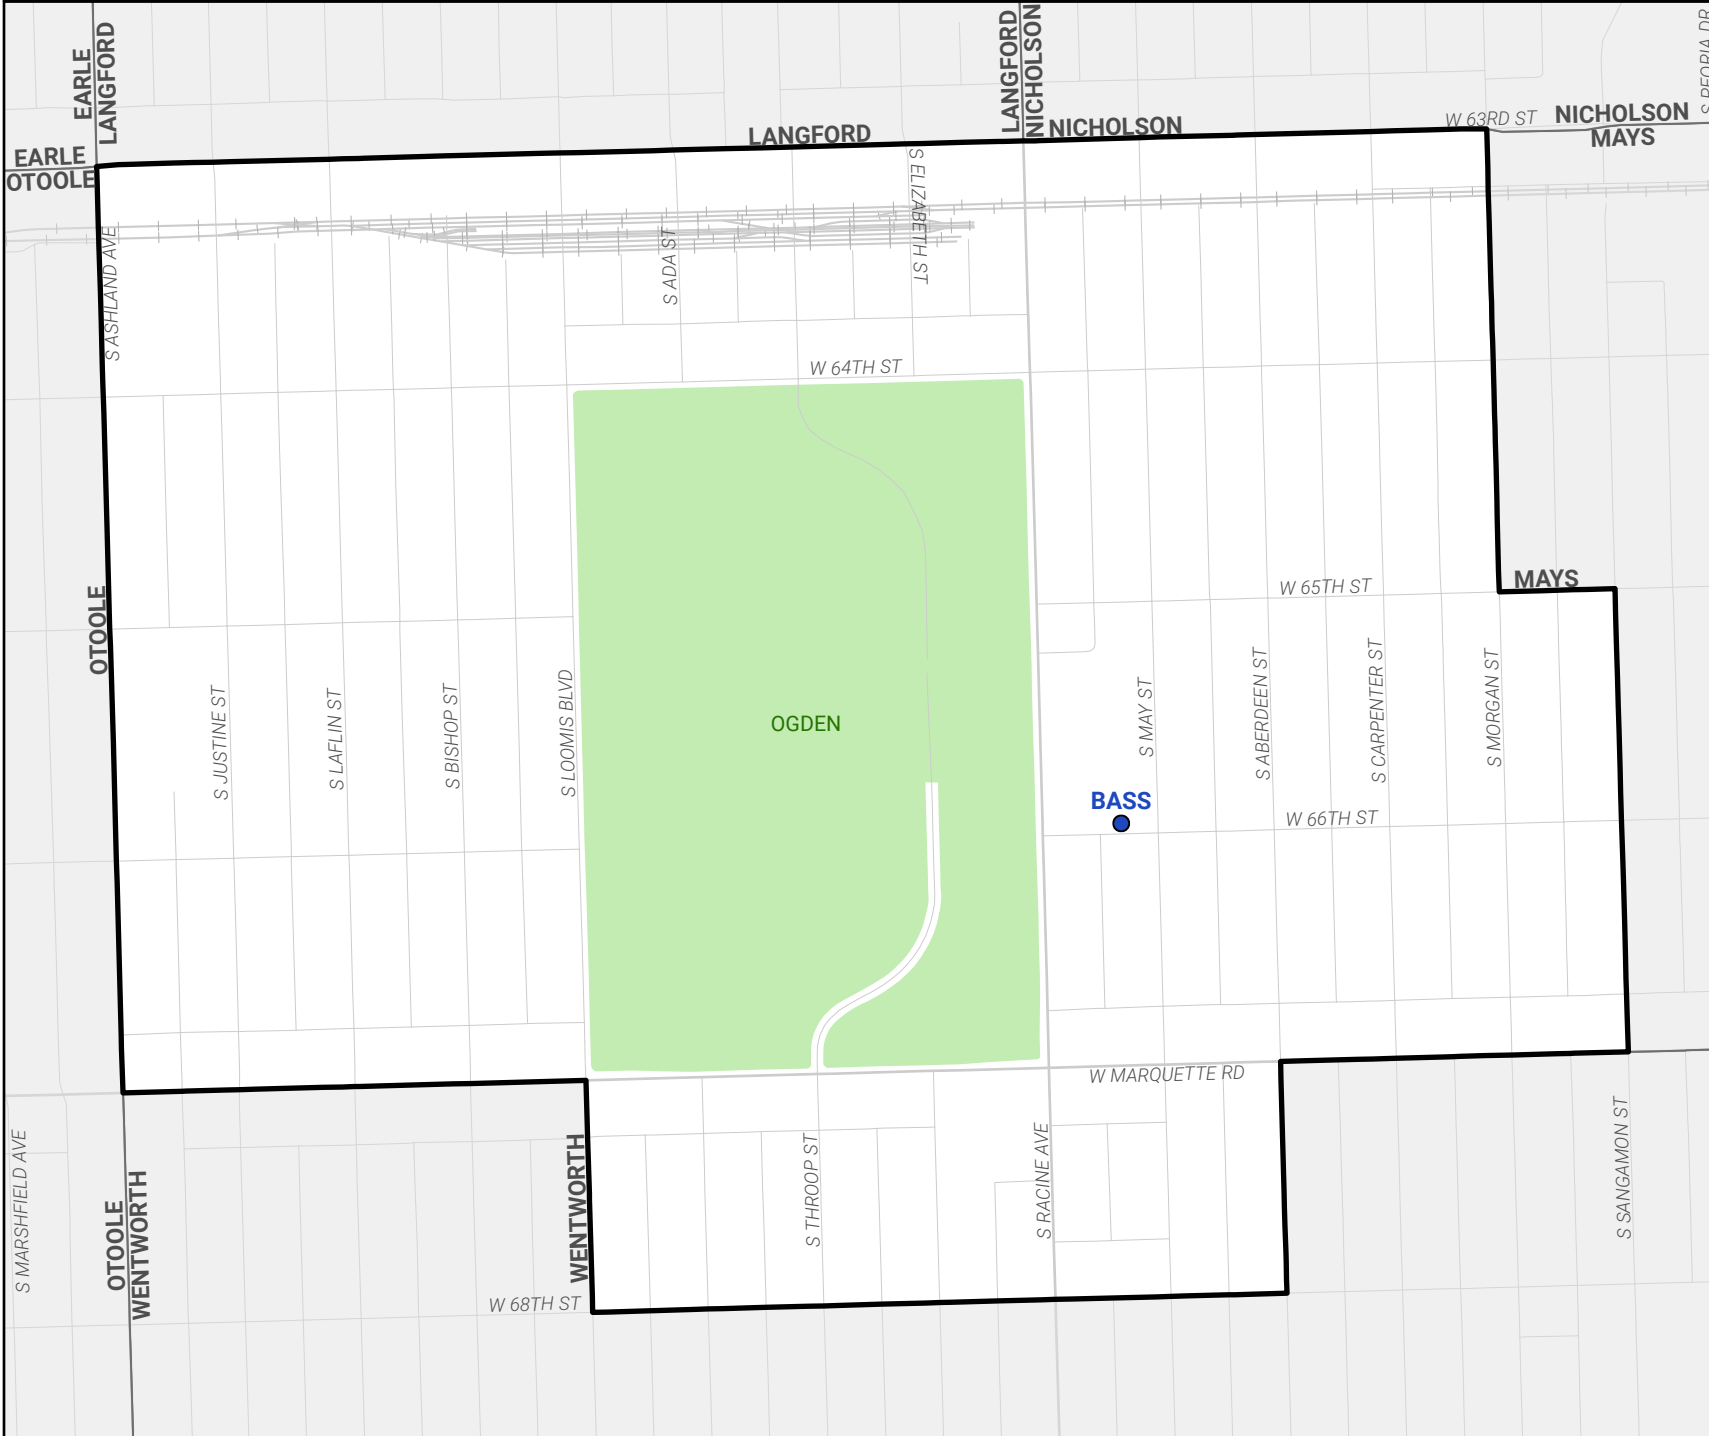 EARLE
LANGFORD
LANGFORD
NICHOLSON
S PEORIA DR
EARLE
OTOOLE
LANGFORD
NICHOLSON
W 63RD ST
NICHOLSON
MAYS
S ASHLAND AVE
S ADA ST
S ELIZABETH ST
W 64TH ST
OTOOLE
W 65TH ST
MAYS
S JUSTINE ST
S LAFLIN ST
S BISHOP ST
S LOOMIS BLVD
OGDEN
S MAY ST
S ABERDEEN ST
S CARPENTER ST
S MORGAN ST
BASS
W 66TH ST
W MARQUETTE RD
S MARSHFIELD AVE
OTOOLE
WENTWORTH
WENTWORTH
S THROOP ST
S RACINE AVE
S SANGAMON ST
W 68TH ST